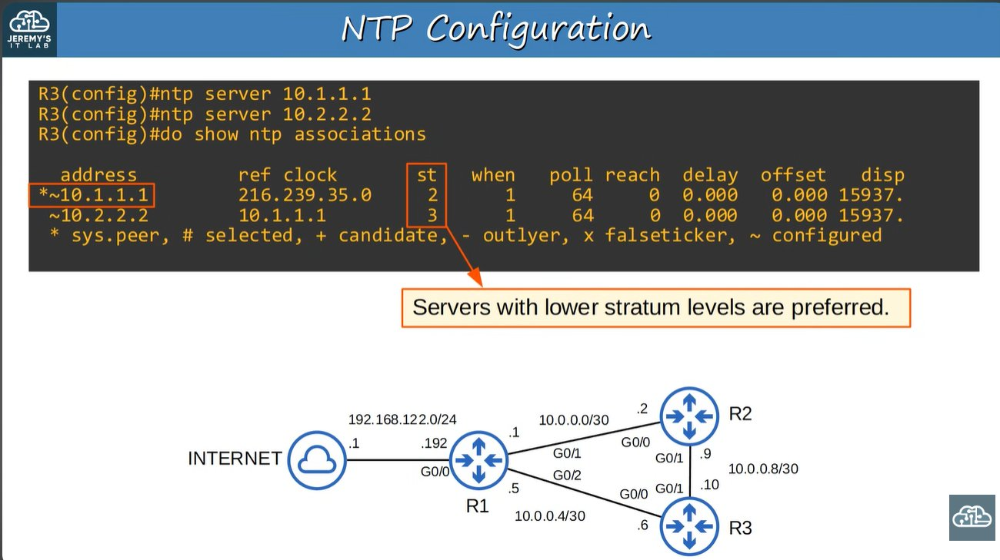 JEREMY'S
IT LAB
NTP Configuration
R3(config)#ntp server 10.1.1.1
R3(config)#ntp server 10.2.2.2
R3(config)#do show ntp associations
address ref clock st when poll reach delay offset disp
*~10.1.1.1 216.239.35.0 2 1 64 0 0.000 0.000 15937.
~10.2.2.2 10.1.1.1 3 1 64 0 0.000 0.000 15937.
* sys.peer, # selected, + candidate, - outlyer, x falseticker, ~ configured
Servers with lower stratum levels are preferred.
INTERNET
192.168.122.0/24
.1
.192
G0/0
R1
.1
G0/1
10.0.0.0/30
.2
G0/0
R2
.5
G0/2
10.0.0.4/30
G0/0
.6
G0/1
.9
10.0.0.8/30
G0/1
.10
R3